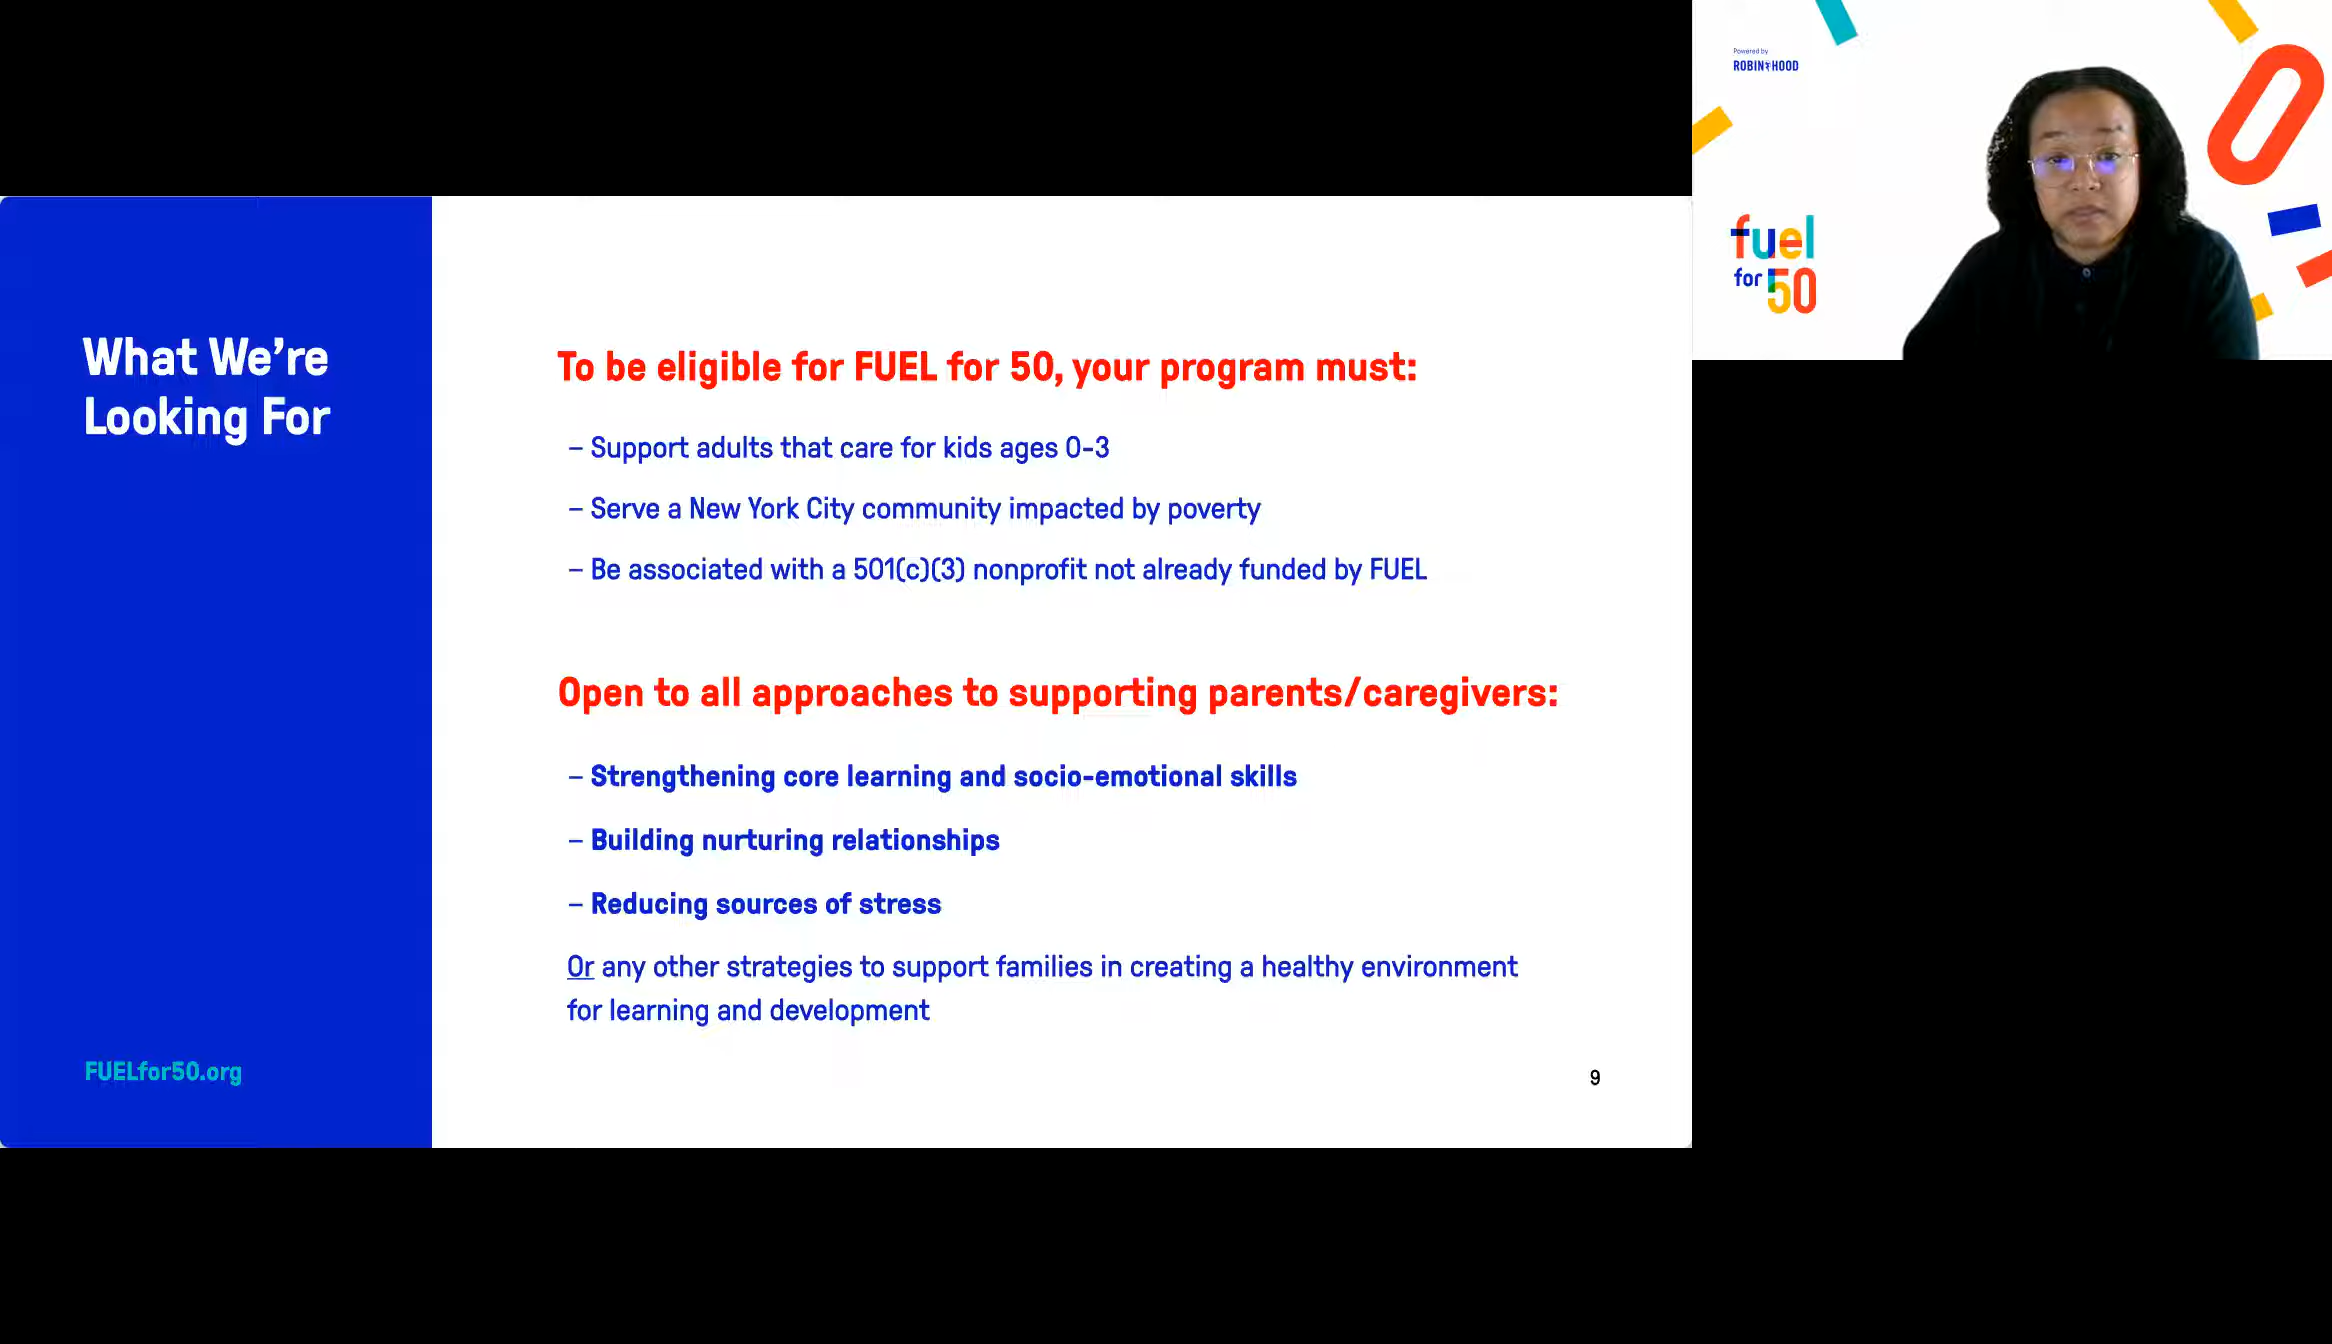 What We’re
Looking For
To be eligible for FUEL for 50, your program must:
– Support adults that care for kids ages 0-3
– Serve a New York City community impacted by poverty
– Be associated with a 501(c)(3) nonprofit not already funded by FUEL
Open to all approaches to supporting parents/caregivers:
– Strengthening core learning and socio-emotional skills
– Building nurturing relationships
– Reducing sources of stress
Or any other strategies to support families in creating a healthy environment
for learning and development
FUELfor50.org
9
Powered by
ROBIN HOOD
fuel
for 50